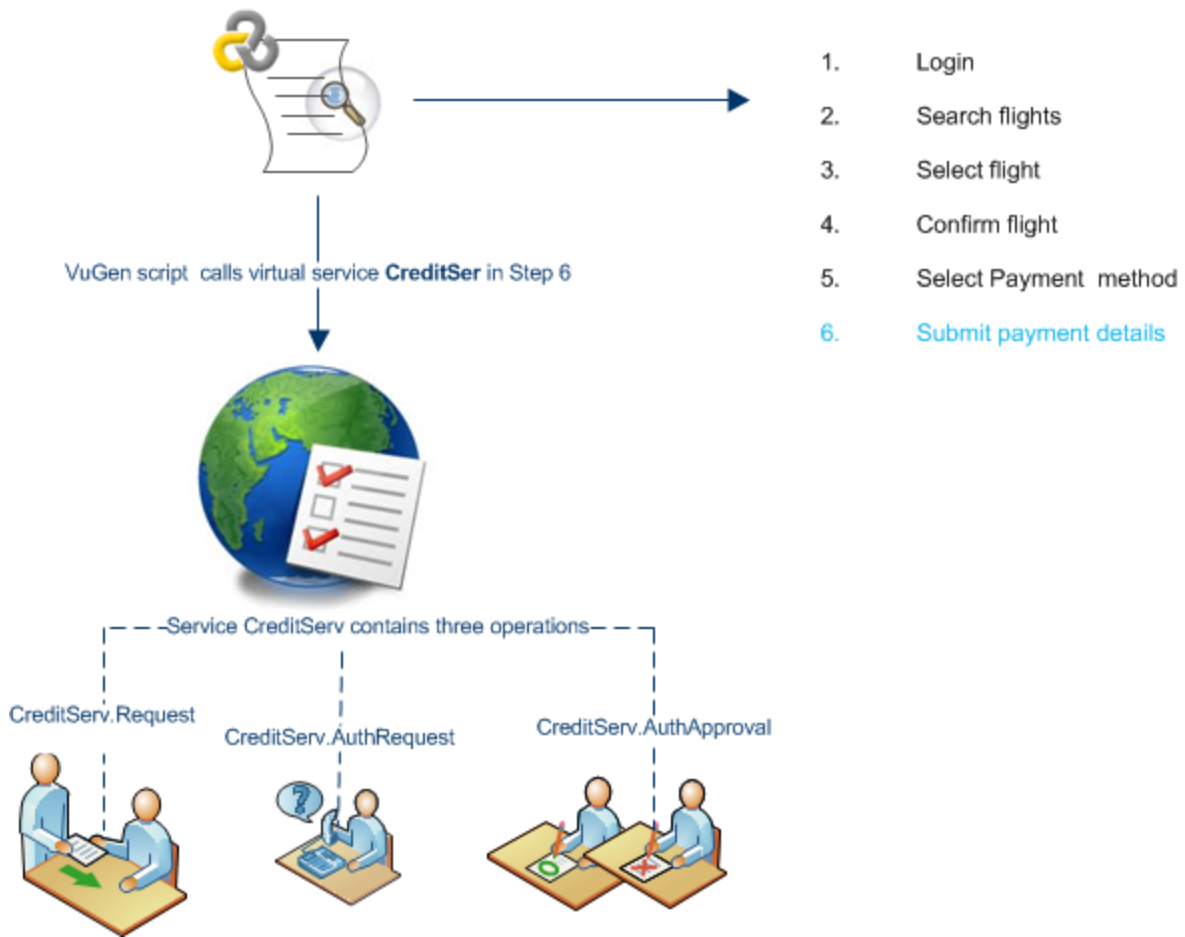 1. Login
2. Search flights
3. Select flight
4. Confirm flight
5. Select Payment method
6. Submit payment details
VuGen script calls virtual service CreditSer in Step 6
Service CreditServ contains three operations
CreditServ.Request
CreditServ.AuthRequest
CreditServ.AuthApproval
?